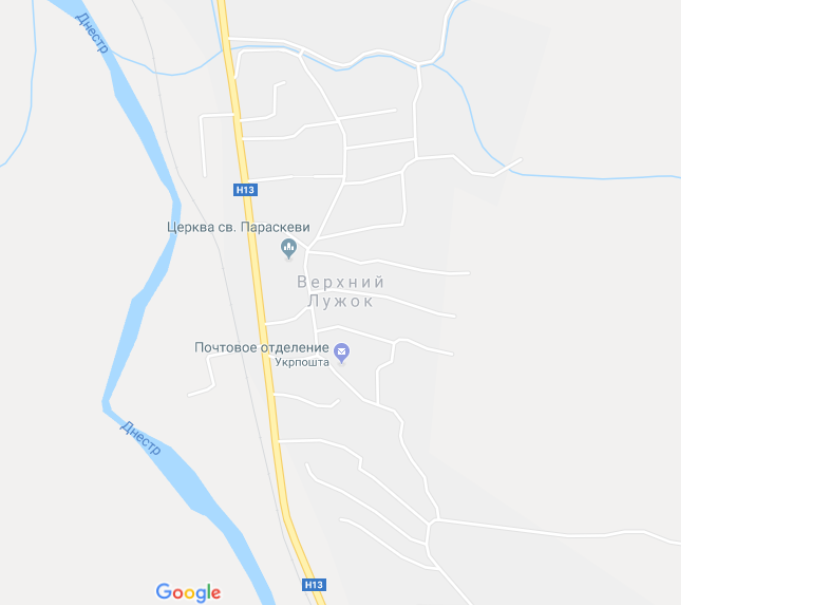 Днестр
H13
Церква св. Параскеви
Верхний
Лужок
Почтовое отделение
Укрпошта
Днестр
H13
Google